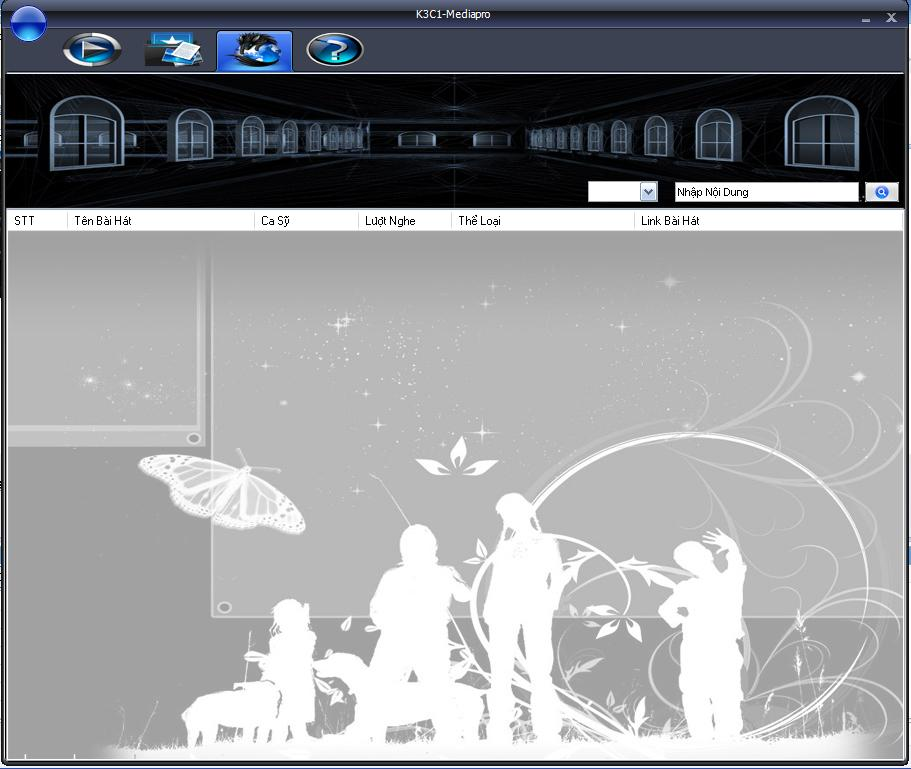 K3C1-Mediapro
Nhập Nội Dung
STT Tên Bài Hát Ca Sỹ Lượt Nghe Thể Loại Link Bài Hát